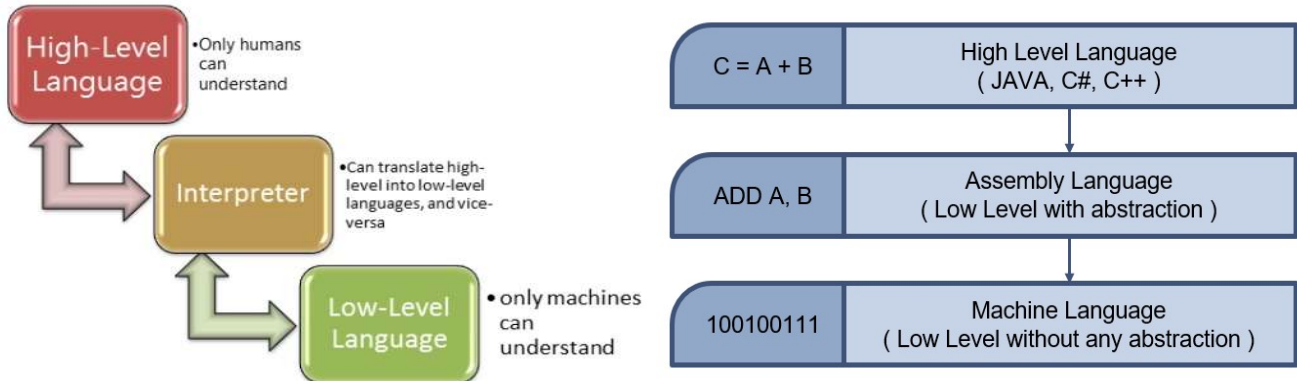 High-Level
Language
•Only humans
can
understand
Interpreter
•Can translate high-
level into low-level
languages, and vice-
versa
Low-Level
Language
• only machines
can
understand
C = A + B
High Level Language
( JAVA, C#, C++ )
ADD A, B
Assembly Language
( Low Level with abstraction )
100100111
Machine Language
( Low Level without any abstraction )